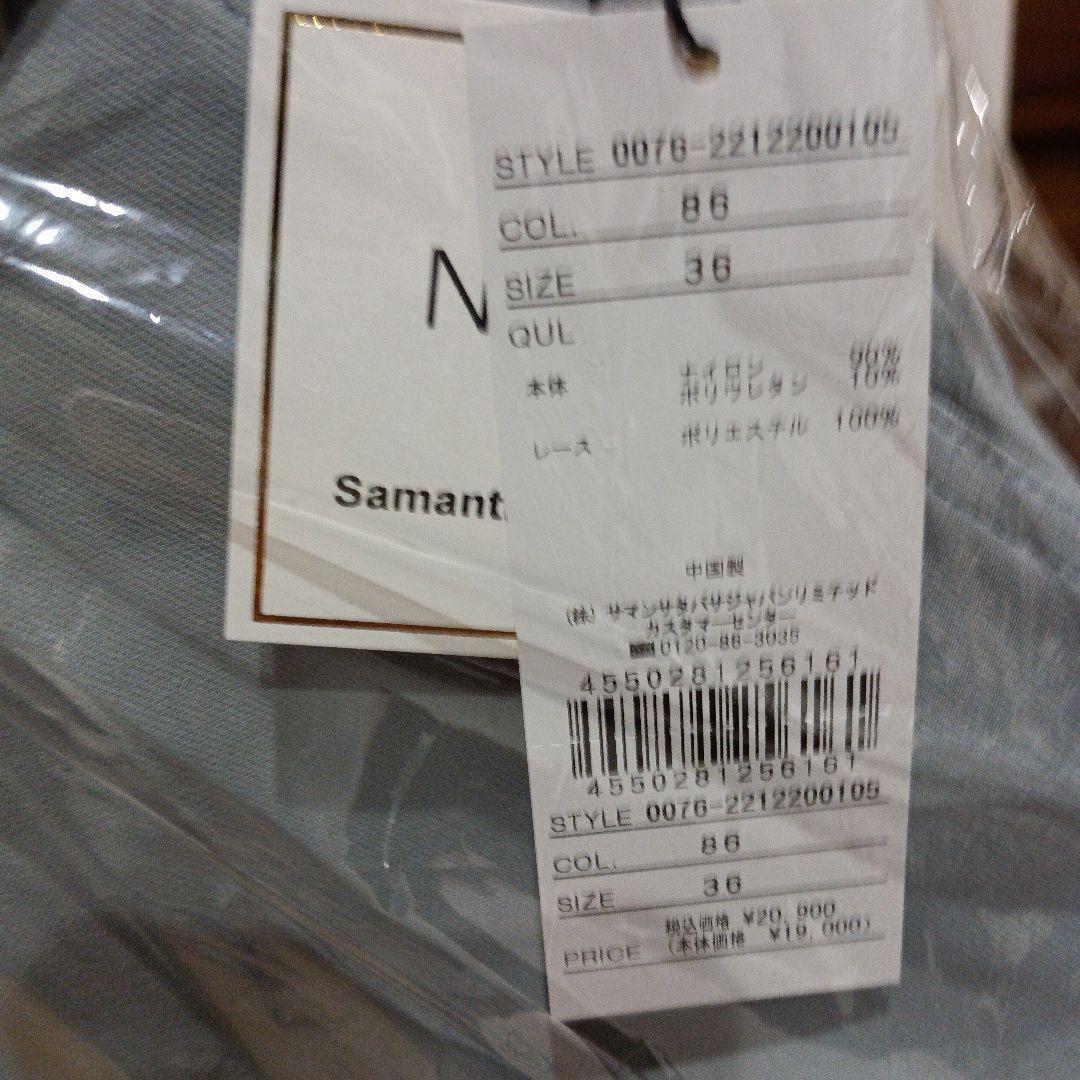 N
Samant
STYLE 0076-2212200105
COL. 86
SIZE 36
QUL
本体 ナイロン
ポリウレタン 10%
レース ポリエステル 100%
中国製
(株) サマンサタバサジャパンリミテッド
カスタマーセンター
0120-86-3035
4550281256161
4550281256161
STYLE 0076-2212200105
COL. 86
SIZE 36
税込価格 ¥20,900
PRICE (本体価格 ¥19,000)